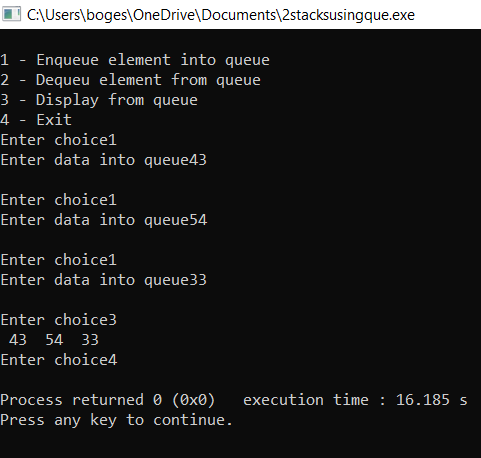 C:\Users\boges\OneDrive\Documents\2stacksusingque.exe
1 - Enqueue element into queue
2 - Dequeu element from queue
3 - Display from queue
4 - Exit
Enter choice1
Enter data into queue43
Enter choice1
Enter data into queue54
Enter choice1
Enter data into queue33
Enter choice3
 43  54  33
Enter choice4
Process returned 0 (0x0)   execution time : 16.185 s
Press any key to continue.